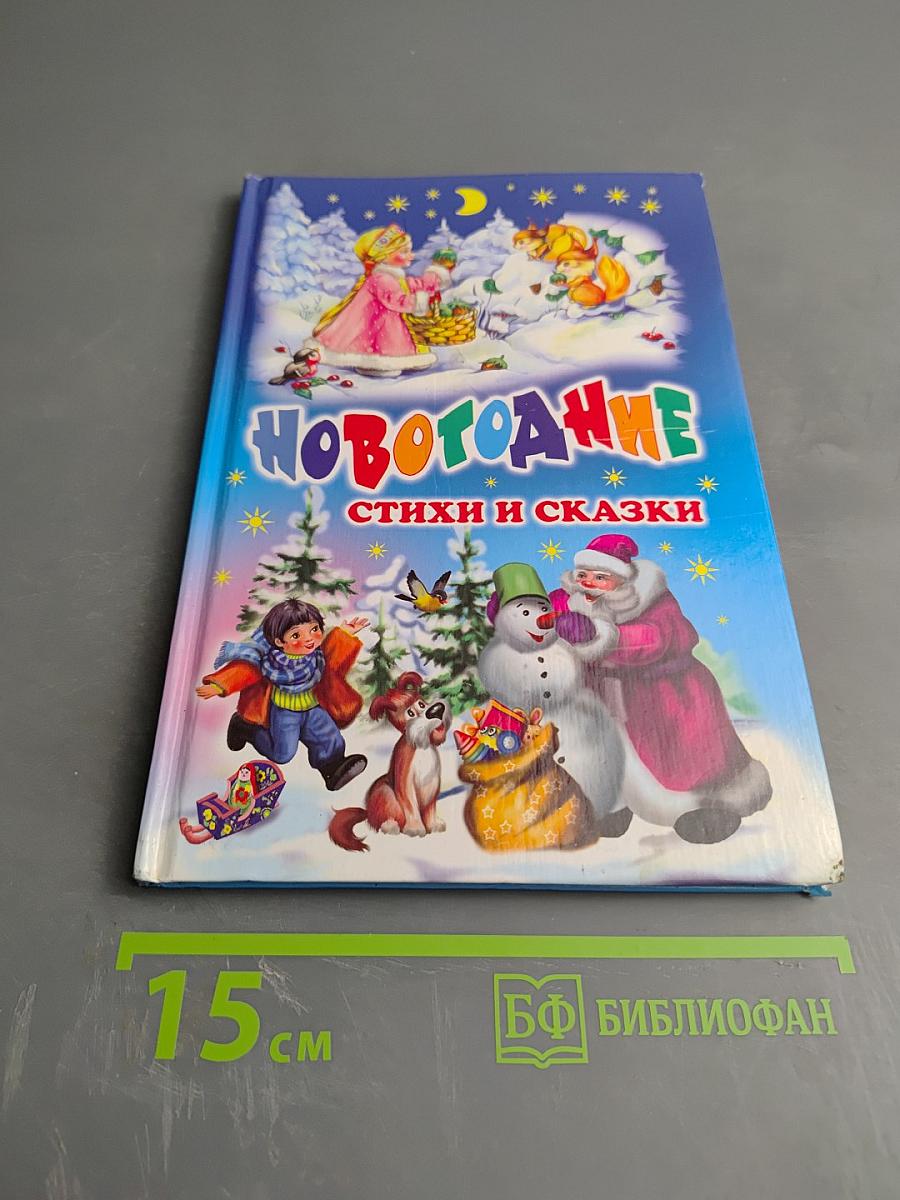 НОВОГОДНИЕ
СТИХИ И СКАЗКИ
15 см
БФ БИБЛИОФАН